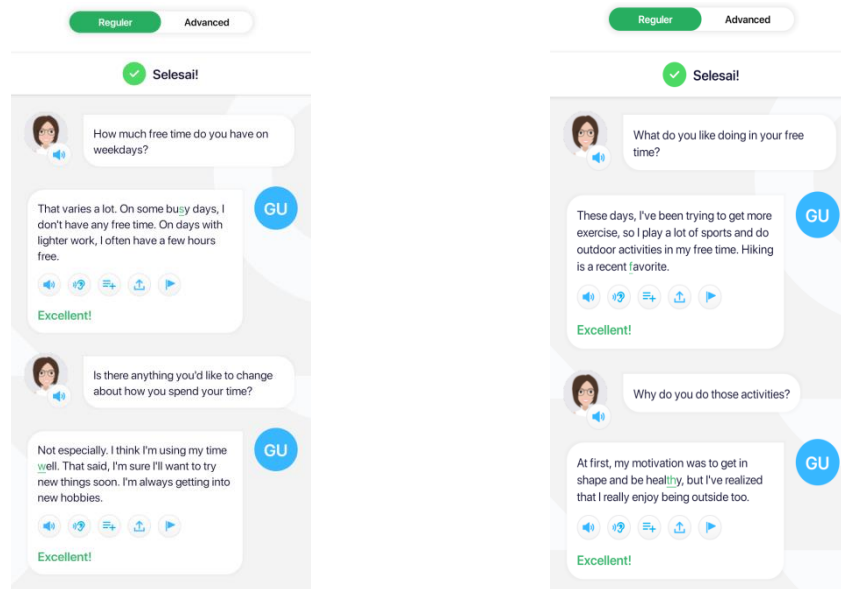 Reguler
Advanced
Selesai!
How much free time do you have on
weekdays?
That varies a lot. On some busy days, I
don't have any free time. On days with
lighter work, I often have a few hours
free.
GU
Excellent!
Is there anything you'd like to change
about how you spend your time?
Not especially. I think I'm using my time
well. That said, I'm sure I'll want to try
new things soon. I'm always getting into
new hobbies.
GU
Excellent!
Reguler
Advanced
Selesai!
What do you like doing in your free
time?
These days, I've been trying to get more
exercise, so I play a lot of sports and do
outdoor activities in my free time. Hiking
is a recent favorite.
GU
Excellent!
Why do you do those activities?
At first, my motivation was to get in
shape and be healthy, but I've realized
that I really enjoy being outside too.
GU
Excellent!